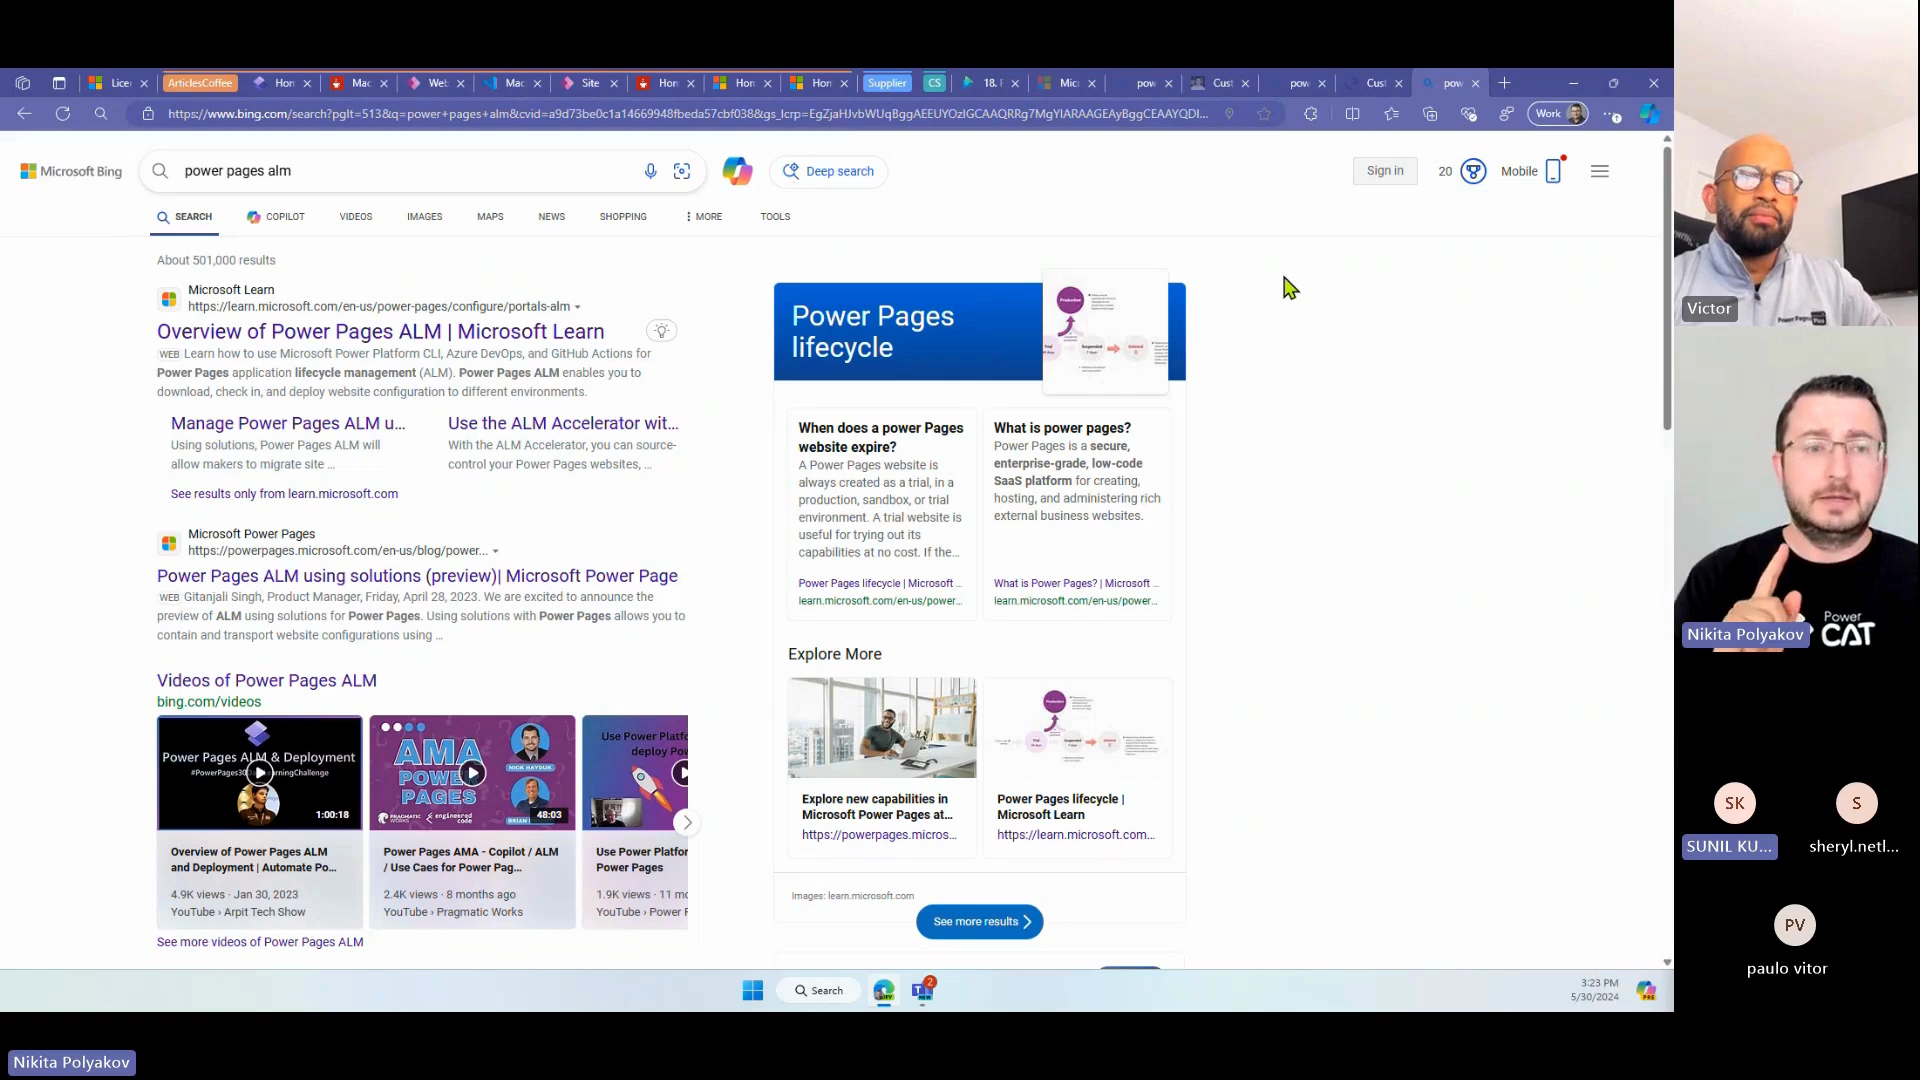 Lice
ArticlesCoffee
Hon
Mac
Web
Mac
Site
Hon
Hon
Hon
Supplier
CS
18. F
Micr
pow
Cust
pow
Cust
pow
https://www.bing.com/search?pglt=513&q=power+pages+alm&cvid=a9d73be0c1a14669948fbeda57cbf038&gs_lcrp=EgZjaHJvbWUqBggAEEUYOzIGCAAQRRg7MgYIARAAGEAyBggCEAAYQDI...
Work
Microsoft Bing
power pages alm
Deep search
Sign in
20
Mobile
SEARCH
COPILOT
VIDEOS
IMAGES
MAPS
NEWS
SHOPPING
MORE
TOOLS
About 501,000 results
Microsoft Learn
https://learn.microsoft.com/en-us/power-pages/configure/portals-alm
Overview of Power Pages ALM | Microsoft Learn
WEB Learn how to use Microsoft Power Platform CLI, Azure DevOps, and GitHub Actions for
Power Pages application lifecycle management (ALM). Power Pages ALM enables you to
download, check in, and deploy website configuration to different environments.
Manage Power Pages ALM u...
Using solutions, Power Pages ALM will
allow makers to migrate site ...
Use the ALM Accelerator wit...
With the ALM Accelerator, you can source-
control your Power Pages websites, ...
See results only from learn.microsoft.com
Microsoft Power Pages
https://powerpages.microsoft.com/en-us/blog/power...
Power Pages ALM using solutions (preview)| Microsoft Power Page
WEB Gitanjali Singh, Product Manager, Friday, April 28, 2023. We are excited to announce the
preview of ALM using solutions for Power Pages. Using solutions with Power Pages allows you to
contain and transport website configurations using ...
Videos of Power Pages ALM
bing.com/videos
Power Pages ALM & Deployment
1:00:18
Overview of Power Pages ALM
and Deployment | Automate Po...
4.9K views · Jan 30, 2023
YouTube › Arpit Tech Show
AMA
POWER
PAGES
NICK HAYDUK
PRAGMATIC WORKS
engineered code
48:03
Power Pages AMA - Copilot / ALM
/ Use Caes for Power Pag...
2.4K views · 8 months ago
YouTube › Pragmatic Works
Use Power Platfo
deploy Pow
Use Power Platfor
Power Pages
1.9K views · 11 mo
YouTube › Power P
See more videos of Power Pages ALM
Power Pages
lifecycle
Production
Suspended
When does a power Pages
website expire?
A Power Pages website is
always created as a trial, in a
production, sandbox, or trial
environment. A trial website is
useful for trying out its
capabilities at no cost. If the...
Power Pages lifecycle | Microsoft ...
learn.microsoft.com/en-us/power...
What is power pages?
Power Pages is a secure,
enterprise-grade, low-code
SaaS platform for creating,
hosting, and administering rich
external business websites.
What is Power Pages? | Microsoft ...
learn.microsoft.com/en-us/power...
Explore More
Explore new capabilities in
Microsoft Power Pages at...
https://powerpages.micros...
Power Pages lifecycle |
Microsoft Learn
https://learn.microsoft.com...
Images: learn.microsoft.com
See more results
Search
NEW
2
3:23 PM
5/30/2024
PRE
Victor
Power Pages
Nikita Polyakov
Power
CAT
SK
SUNIL KU...
S
sheryl.netl...
PV
paulo vitor
Nikita Polyakov